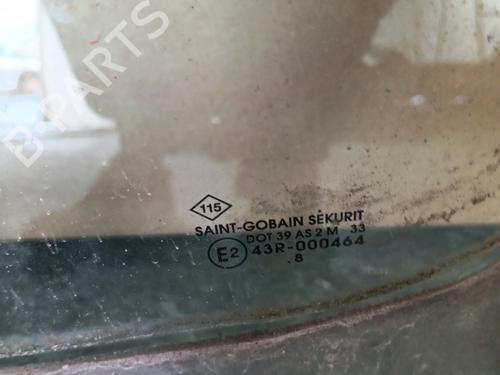 B-PARTS
115
SAINT-GOBAIN SEKURIT
DOT 39 AS 2 M 33
E2 43R-000464
.8